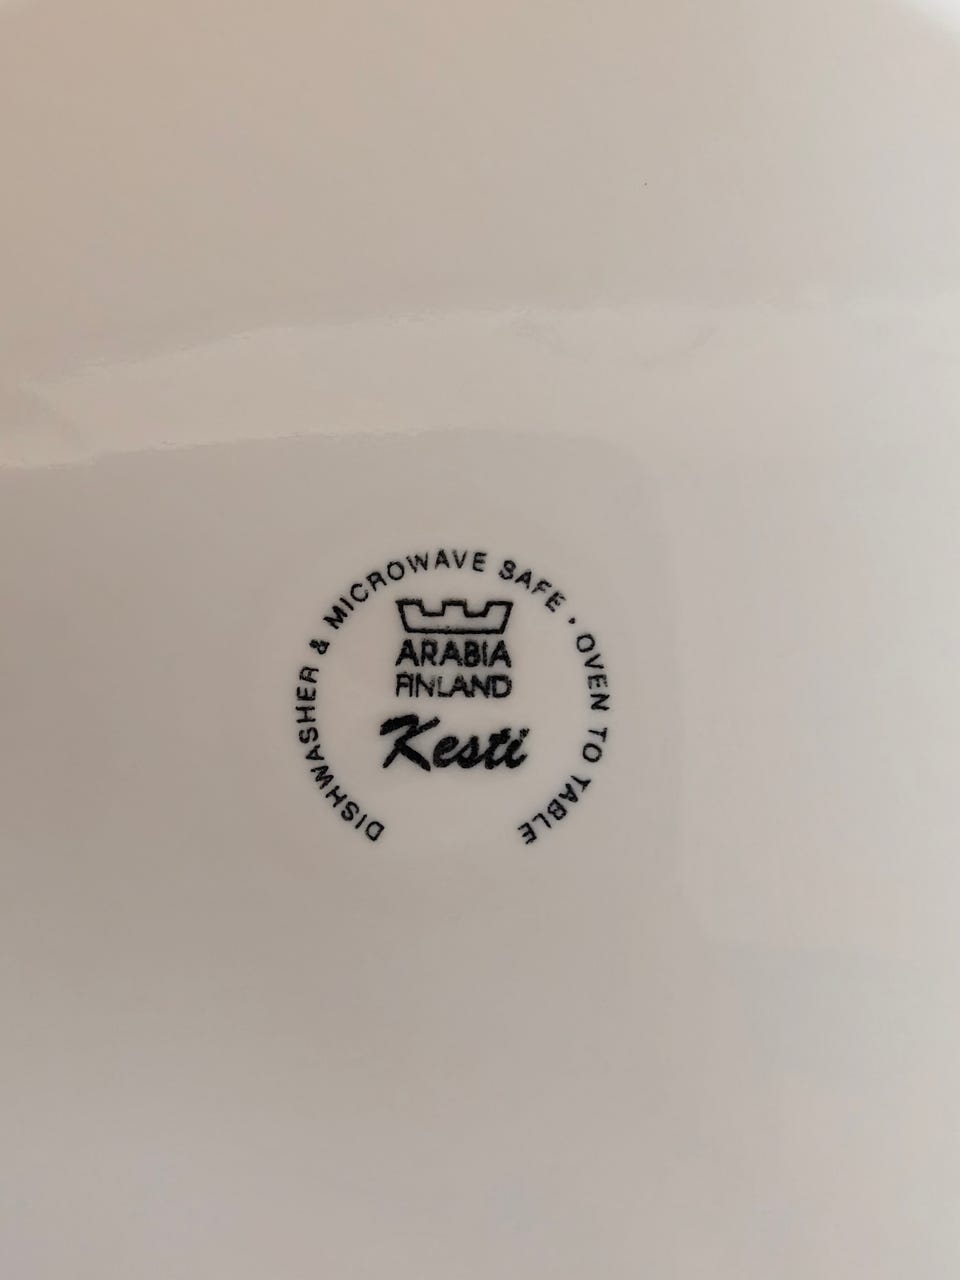 DISHWASHER & MICROWAVE SAFE · OVEN TO TABLE
ARABIA
FINLAND
Kesti